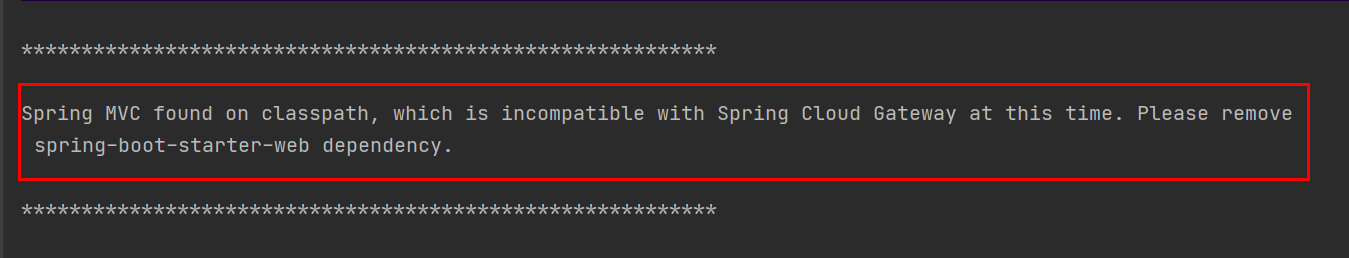 **********************************************************
Spring MVC found on classpath, which is incompatible with Spring Cloud Gateway at this time. Please remove
spring-boot-starter-web dependency.
**********************************************************